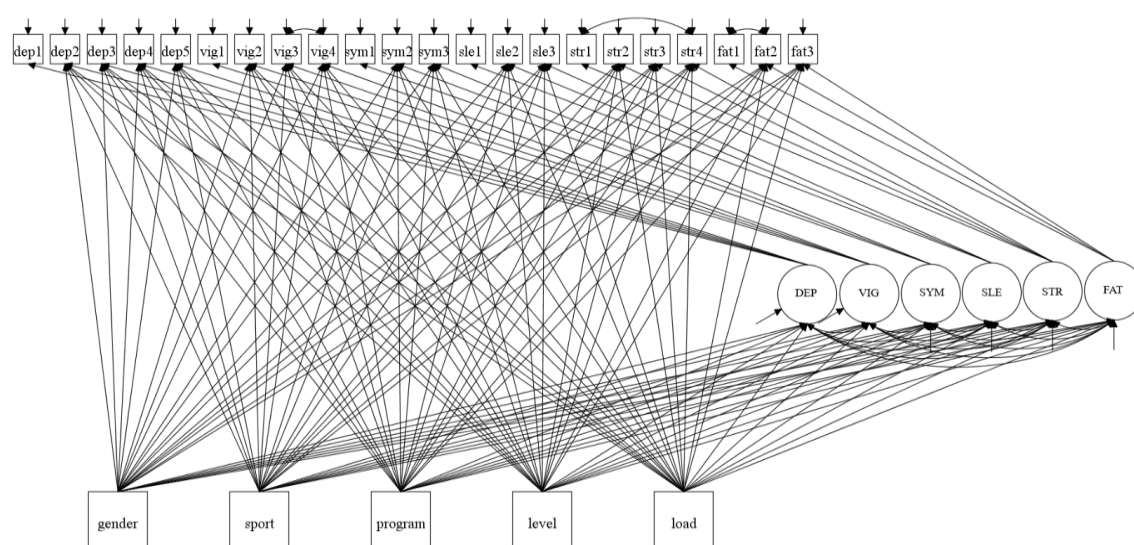 dep1 dep2 dep3 dep4 dep5 vig1 vig2 vig3 vig4 sym1 sym2 sym3 sle1 sle2 sle3 str1 str2 str3 str4 fat1 fat2 fat3
DEP VIG SYM SLE STR FAT
gender sport program level load